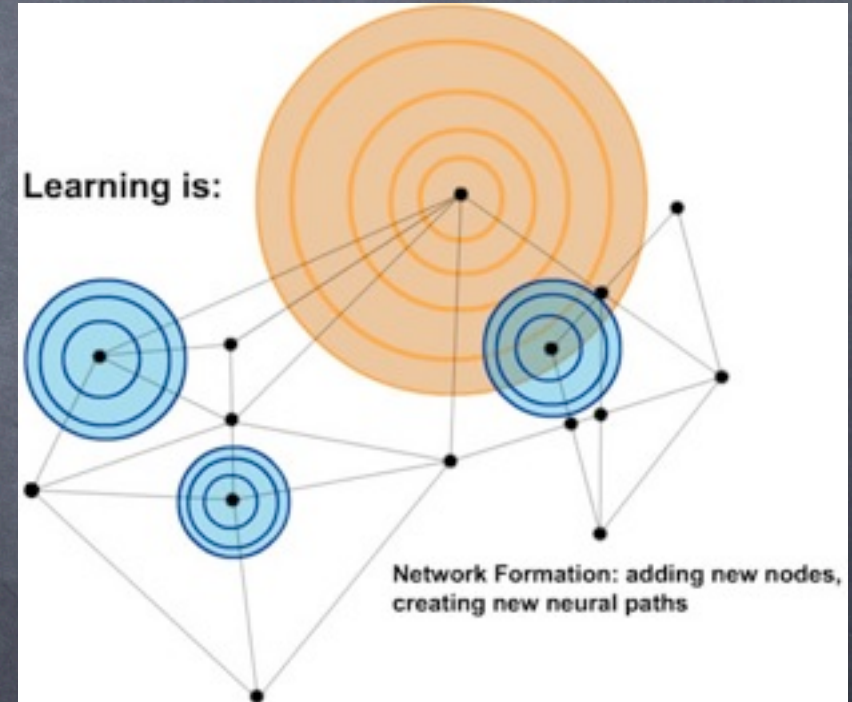 Learning is:
Network Formation: adding new nodes,
creating new neural paths